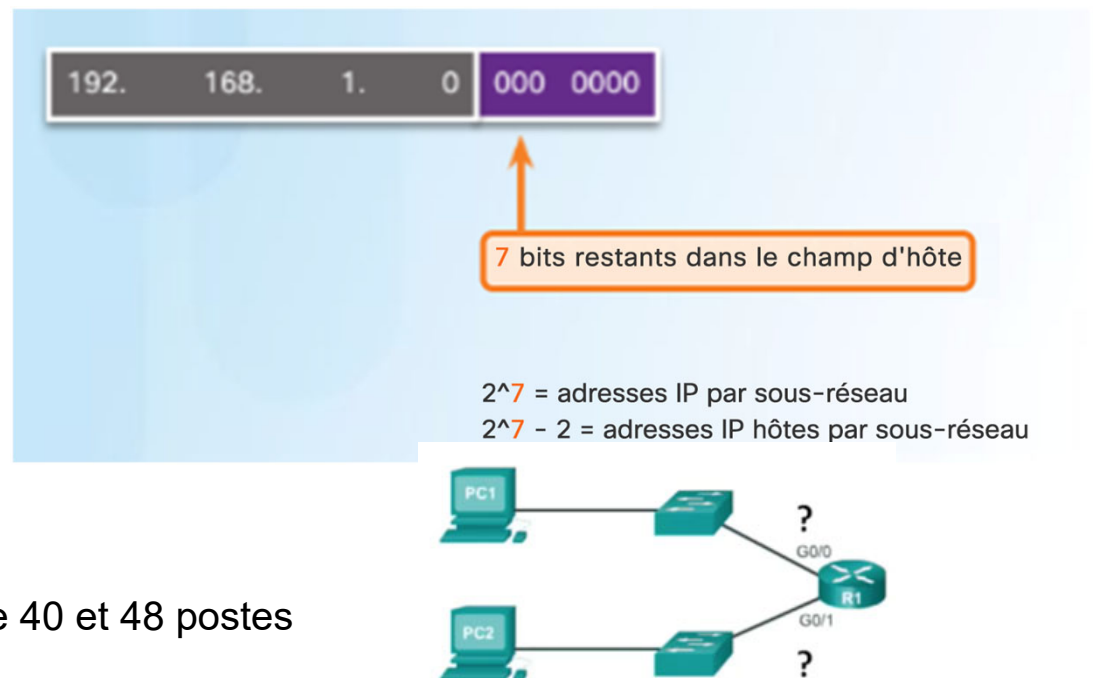 192. 168. 1. 0 000 0000
7 bits restants dans le champ d'hôte
2^7 = adresses IP par sous-réseau
2^7 - 2 = adresses IP hôtes par sous-réseau
PC1
?
G0/0
R1
40 et 48 postes
G0/1
PC2
?